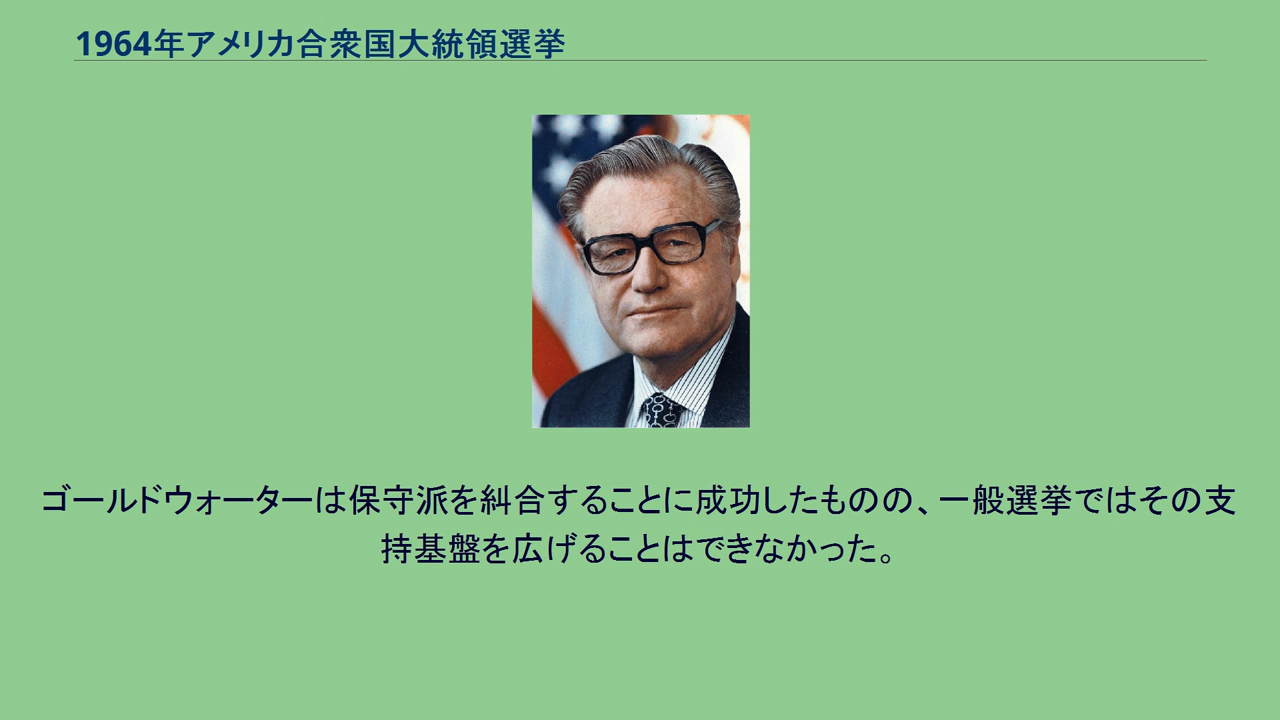 1964年アメリカ合衆国大統領選挙
ゴールドウォーターは保守派を糾合することに成功したものの、一般選挙ではその支
持基盤を広げることはできなかった。